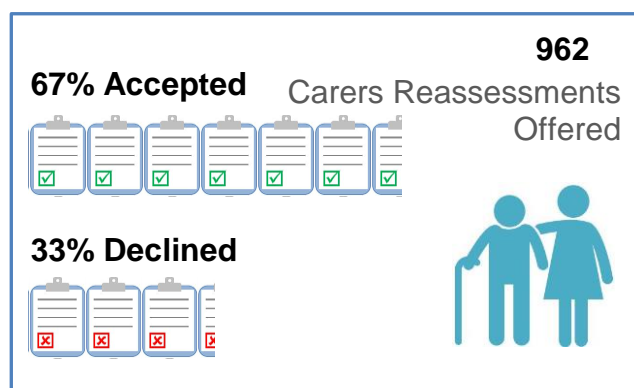 962
67% Accepted
Carers Reassessments
Offered
33% Declined